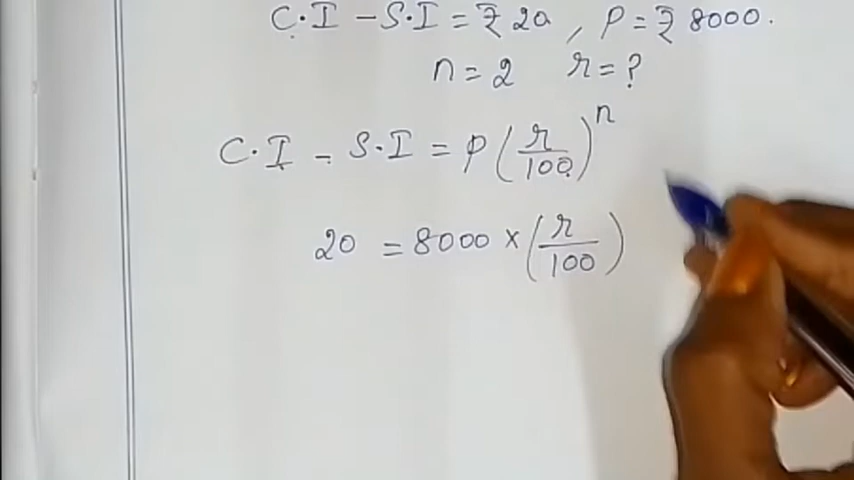 C.I - S.I = ₹ 20 , P = ₹ 8000.
n = 2 r = ?
C.I - S.I = P (r/100)^n
20 = 8000 × (r/100)